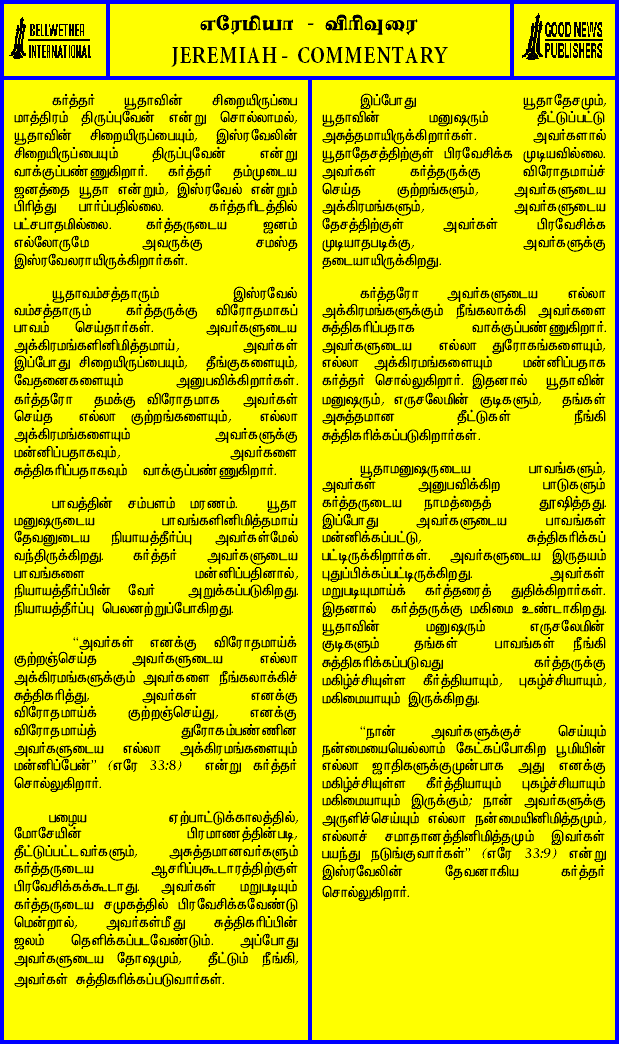 BELLWETHER
INTERNATIONAL
எரேமியா - விரிவுரை
JEREMIAH - COMMENTARY
GOOD NEWS
PUBLISHERS
கர்த்தர் யூதாவின் சிறையிருப்பை
மாத்திரம் திருப்புவேன் என்று சொல்லாமல்,
யூதாவின் சிறையிருப்பையும், இஸ்ரவேலின்
சிறையிருப்பையும் திருப்புவேன் என்று
வாக்குப்பண்ணுகிறார். கர்த்தர் தம்முடைய
ஜனத்தை யூதா என்றும், இஸ்ரவேல் என்றும்
பிரித்து பார்ப்பதில்லை. கர்த்தரிடத்தில்
பட்சபாதமில்லை. கர்த்தருடைய ஜனம்
எல்லோருமே அவருக்கு சமஸ்த
இஸ்ரவேலராயிருக்கிறார்கள்.
யூதாவம்சத்தாரும் இஸ்ரவேல்
வம்சத்தாரும் கர்த்தருக்கு விரோதமாகப்
பாவம் செய்தார்கள். அவர்களுடைய
அக்கிரமங்களினிமித்தமாய், அவர்கள்
இப்போது சிறையிருப்பையும், தீங்குகளையும்,
வேதனைகளையும் அனுபவிக்கிறார்கள்.
கர்த்தரோ தமக்கு விரோதமாக அவர்கள்
செய்த எல்லா குற்றங்களையும், எல்லா
அக்கிரமங்களையும் அவர்களுக்கு
மன்னிப்பதாகவும், அவர்களை
சுத்திகரிப்பதாகவும் வாக்குப்பண்ணுகிறார்.
பாவத்தின் சம்பளம் மரணம். யூதா
மனுஷருடைய பாவங்களினிமித்தமாய்
தேவனுடைய நியாயத்தீர்ப்பு அவர்கள்மேல்
வந்திருக்கிறது. கர்த்தர் அவர்களுடைய
பாவங்களை மன்னிப்பதினால்,
நியாயத்தீர்ப்பின் வேர் அறுக்கப்படுகிறது.
நியாயத்தீர்ப்பு பெலனற்றுப்போகிறது.
“அவர்கள் எனக்கு விரோதமாய்க்
குற்றஞ்செய்த அவர்களுடைய எல்லா
அக்கிரமங்களுக்கும் அவர்களை நீங்கலாக்கிச்
சுத்திகரித்து, அவர்கள் எனக்கு
விரோதமாய்க் குற்றஞ்செய்து, எனக்கு
விரோதமாய்த் துரோகம்பண்ணின
அவர்களுடைய எல்லா அக்கிரமங்களையும்
மன்னிப்பேன்” (எரே 33:8) என்று கர்த்தர்
சொல்லுகிறார்.
பழைய ஏற்பாட்டுக்காலத்தில்,
மோசேயின் பிரமாணத்தின்படி,
தீட்டுப்பட்டவர்களும், அசுத்தமானவர்களும்
கர்த்தருடைய ஆசரிப்புகூடாரத்திற்குள்
பிரவேசிக்கக்கூடாது. அவர்கள் மறுபடியும்
கர்த்தருடைய சமுகத்தில் பிரவேசிக்கவேண்டு
மென்றால், அவர்கள்மீது சுத்திகரிப்பின்
ஜலம் தெளிக்கப்படவேண்டும். அப்போது
அவர்களுடைய தோஷமும், தீட்டும் நீங்கி,
அவர்கள் சுத்திகரிக்கப்படுவார்கள்.
இப்போது யூதாதேசமும்,
யூதாவின் மனுஷரும் தீட்டுப்பட்டு
அசுத்தமாயிருக்கிறார்கள். அவர்களால்
யூதாதேசத்திற்குள் பிரவேசிக்க முடியவில்லை.
அவர்கள் கர்த்தருக்கு விரோதமாய்ச்
செய்த குற்றங்களும், அவர்களுடைய
அக்கிரமங்களும், அவர்களுடைய
தேசத்திற்குள் அவர்கள் பிரவேசிக்க
முடியாதபடிக்கு, அவர்களுக்கு
தடையாயிருக்கிறது.
கர்த்தரோ அவர்களுடைய எல்லா
அக்கிரமங்களுக்கும் நீங்கலாக்கி அவர்களை
சுத்திகரிப்பதாக வாக்குப்பண்ணுகிறார்.
அவர்களுடைய எல்லா துரோகங்களையும்,
எல்லா அக்கிரமங்களையும் மன்னிப்பதாக
கர்த்தர் சொல்லுகிறார். இதனால் யூதாவின்
மனுஷரும், எருசலேமின் குடிகளும், தங்கள்
அசுத்தமான தீட்டுகள் நீங்கி
சுத்திகரிக்கப்படுகிறார்கள்.
யூதாமனுஷருடைய பாவங்களும்,
அவர்கள் அனுபவிக்கிற பாடுகளும்
கர்த்தருடைய நாமத்தைத் தூஷித்தது.
இப்போது அவர்களுடைய பாவங்கள்
மன்னிக்கப்பட்டு, சுத்திகரிக்கப்
பட்டிருக்கிறார்கள். அவர்களுடைய இருதயம்
புதுப்பிக்கப்பட்டிருக்கிறது. அவர்கள்
மறுபடியுமாய்க் கர்த்தரைத் துதிக்கிறார்கள்.
இதனால் கர்த்தருக்கு மகிமை உண்டாகிறது.
யூதாவின் மனுஷரும் எருசலேமின்
குடிகளும் தங்கள் பாவங்கள் நீங்கி
சுத்திகரிக்கப்படுவது கர்த்தருக்கு
மகிழ்ச்சியுள்ள கீர்த்தியாயும், புகழ்ச்சியாயும்,
மகிமையாயும் இருக்கிறது.
“நான் அவர்களுக்குச் செய்யும்
நன்மையையெல்லாம் கேட்கப்போகிற பூமியின்
எல்லா ஜாதிகளுக்குமுன்பாக அது எனக்கு
மகிழ்ச்சியுள்ள கீர்த்தியாயும் புகழ்ச்சியாயும்
மகிமையாயும் இருக்கும்; நான் அவர்களுக்கு
அருளிச்செய்யும் எல்லா நன்மையினிமித்தமும்,
எல்லாச் சமாதானத்தினிமித்தமும் இவர்கள்
பயந்து நடுங்குவார்கள்” (எரே 33:9) என்று
இஸ்ரவேலின் தேவனாகிய கர்த்தர்
சொல்லுகிறார்.